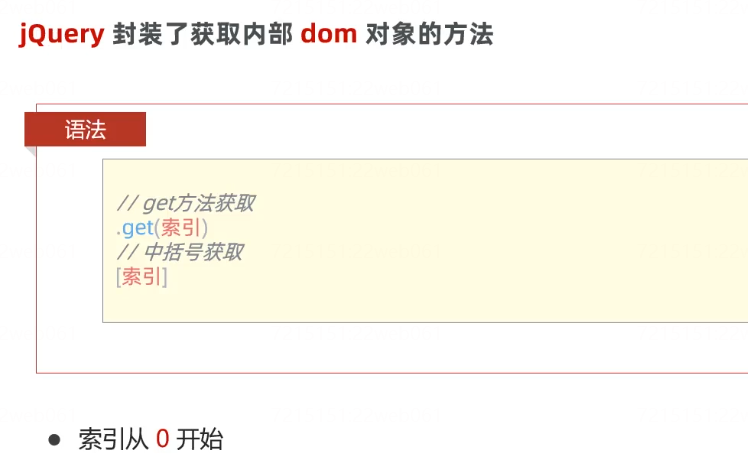 jQuery 封装了获取内部 dom 对象的方法
语法
// get方法获取
.get(索引)
// 中括号获取
[索引]
● 索引从 0 开始